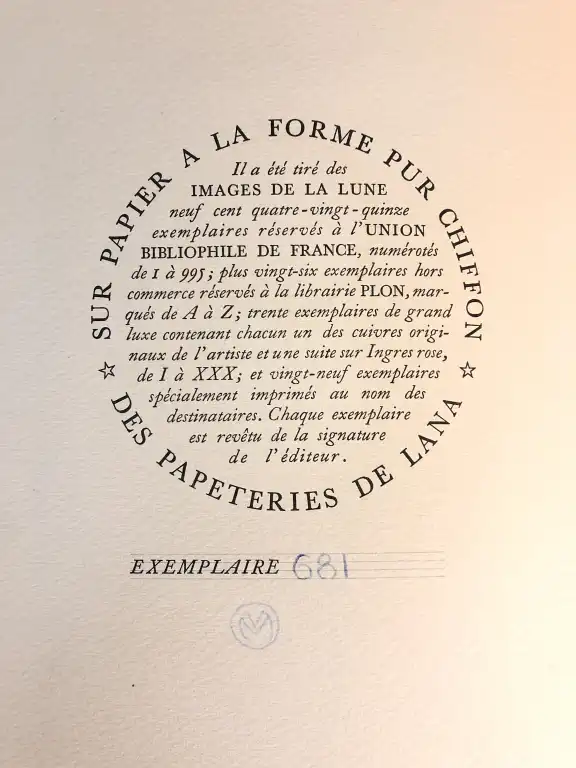 SUR PAPIER A LA FORME PUR CHIFFON
Il a été tiré des
IMAGES DE LA LUNE
neuf cent quatre-vingt-quinze
exemplaires réservés à l'UNION
BIBLIOPHILE DE FRANCE, numérotés
de 1 à 995; plus vingt-six exemplaires hors
commerce réservés à la librairie PLON, mar-
qués de A à Z; trente exemplaires de grand
luxe contenant chacun un des cuivres origi-
naux de l'artiste et une suite sur Ingres rose,
de I à XXX; et vingt-neuf exemplaires
spécialement imprimés au nom des
destinataires. Chaque exemplaire
est revêtu de la signature
de l'éditeur.
☆ DES PAPETERIES DE LANA ☆
EXEMPLAIRE 681